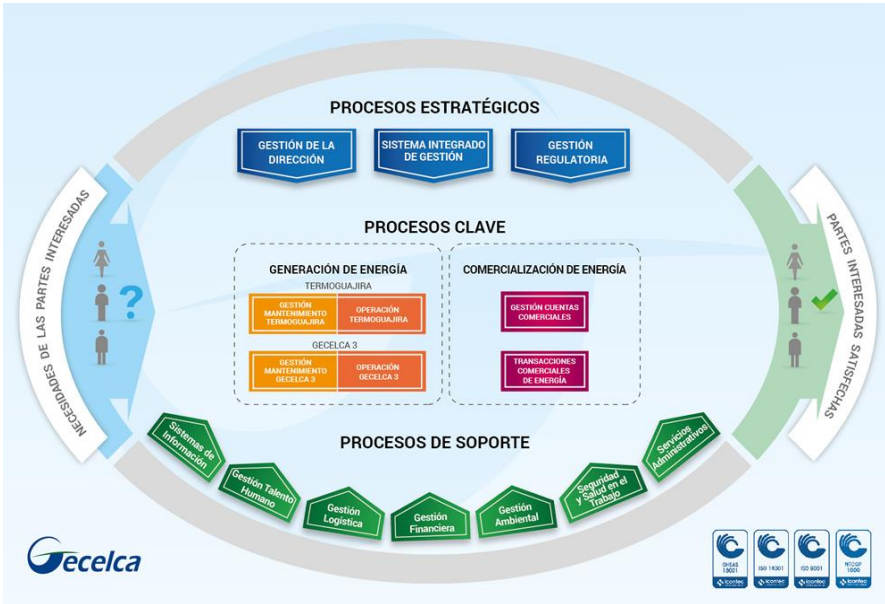 PROCESOS ESTRATÉGICOS
GESTIÓN DE LA
DIRECCIÓN
SISTEMA INTEGRADO
DE GESTIÓN
GESTIÓN
REGULATORIA
NECESIDADES DE LAS PARTES INTERESADAS
?
PROCESOS CLAVE
GENERACIÓN DE ENERGÍA
TERMOGUAJIRA
GESTIÓN
MANTENIMIENTO
TERMOGUAJIRA
OPERACIÓN
TERMOGUAJIRA
GECELCA 3
GESTIÓN
MANTENIMIENTO
GECELCA 3
OPERACIÓN
GECELCA 3
COMERCIALIZACIÓN DE ENERGÍA
GESTIÓN CUENTAS
COMERCIALES
TRANSACCIONES
COMERCIALES
DE ENERGÍA
PARTES INTERESADAS SATISFECHAS
PROCESOS DE SOPORTE
Sistemas de
Información
Gestión Talento
Humano
Gestión
Logística
Gestión
Financiera
Gestión
Ambiental
Seguridad
y Salud en el
Trabajo
Servicios
Administrativos
Gecelca
OHSAS
18001
icontec
ISO 14001
icontec
ISO 9001
icontec
NTCGP
1000
icontec